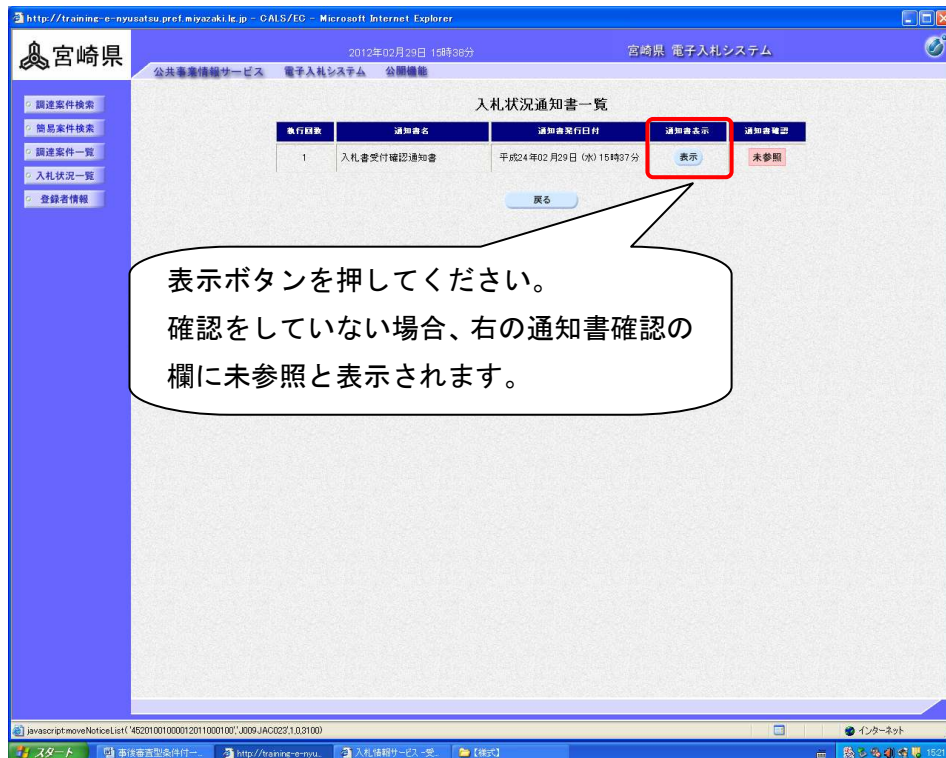 http://training-e-nyusatsu.pref.miyazaki.lg.jp - CALS/EC - Microsoft Internet Explorer
宮崎県
2012年02月29日 15時38分
宮崎県 電子入札システム
公共事業情報サービス 電子入札システム 公開機能
調達案件検索
簡易案件検索
調達案件一覧
入札状況一覧
登録者情報
入札状況通知書一覧
執行回数 通知書名 通知書発行日付 通知書表示 通知書確認
1 入札書受付確認通知書 平成24年02月29日 (水) 15時37分 表示 未参照
戻る
表示ボタンを押してください。
確認をしていない場合、右の通知書確認の
欄に未参照と表示されます。
javascript:moveNoticeList('45201001000012011000100','J009JAC023',1,0,3100)
インターネット
スタート 事後審査型条件付一... http://training-e-nyu... 入札情報サービス -受... 【様式】 15:21